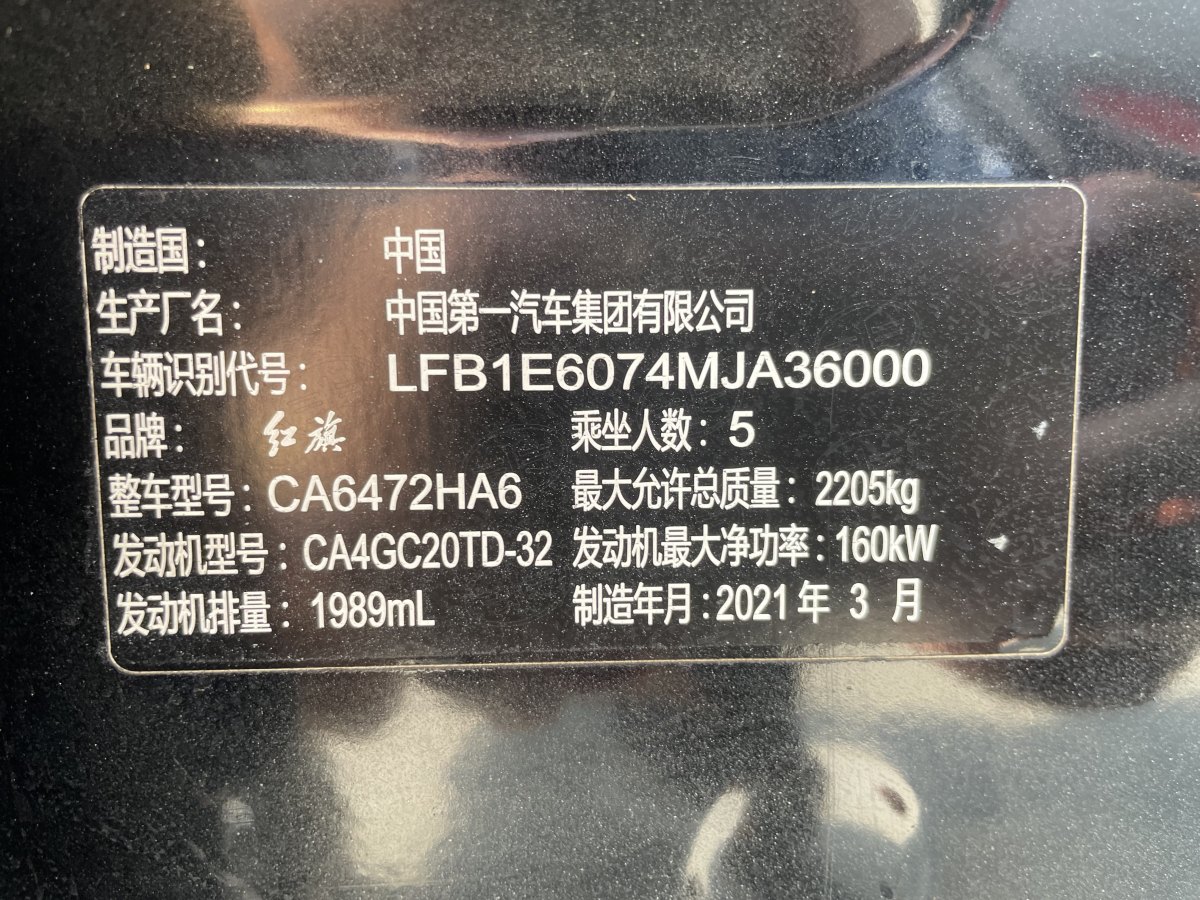 制造国： 中国
生产厂名： 中国第一汽车集团有限公司
车辆识别代号： LFB1E6074MJA36000
品牌： 红旗 乘坐人数：5
整车型号：CA6472HA6 最大允许总质量：2205kg
发动机型号：CA4GC20TD-32 发动机最大净功率：160kW
发动机排量：1989mL 制造年月：2021年 3 月